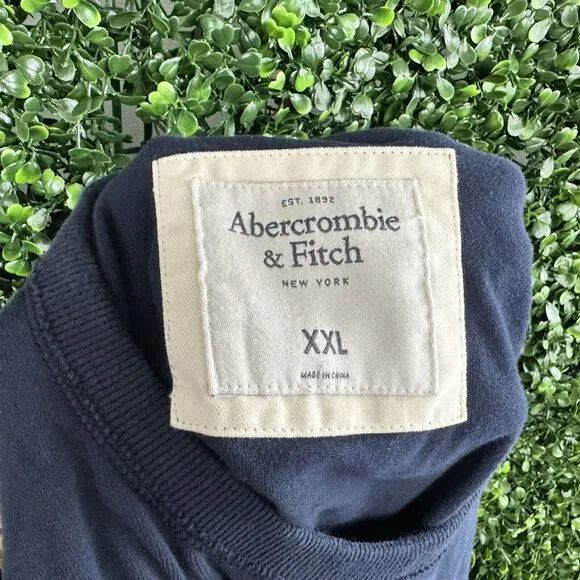 EST. 1892
Abercrombie
& Fitch
NEW YORK
XXL
MADE IN CHINA